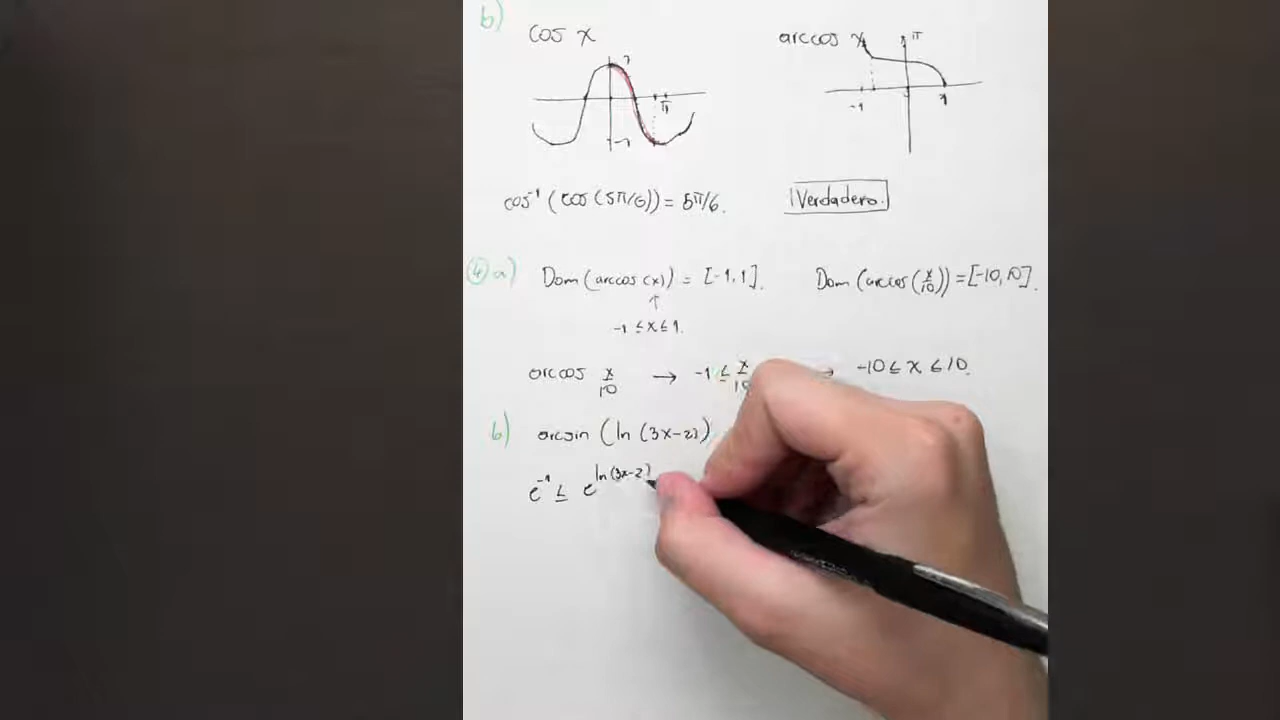 b)
cos x
arccos x
1
π
-1
π
-1
1
cos⁻¹ (cos (5π/6)) = 5π/6.
¡Verdadero.
④ a)
Dom (arccos (x)) = [-1, 1].
Dom (arccos (x/10)) = [-10, 10].
↑
-1 ≤ x ≤ 1.
arccos x/10 → -1 ≤ x/10 → -10 ≤ x ≤ 10.
b) arcsin (ln (3x-2))
e⁻¹ ≤ e^ln(3x-2)